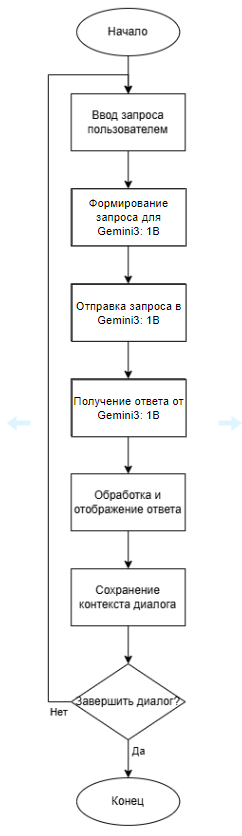 Начало
Ввод запроса
пользователем
Формирование
запроса для
Gemini3: 1B
Отправка запроса в
Gemini3: 1B
Получение ответа от
Gemini3: 1B
Обработка и
отображение ответа
Сохранение
контекста диалога
Завершить диалог?
Нет
Да
Конец